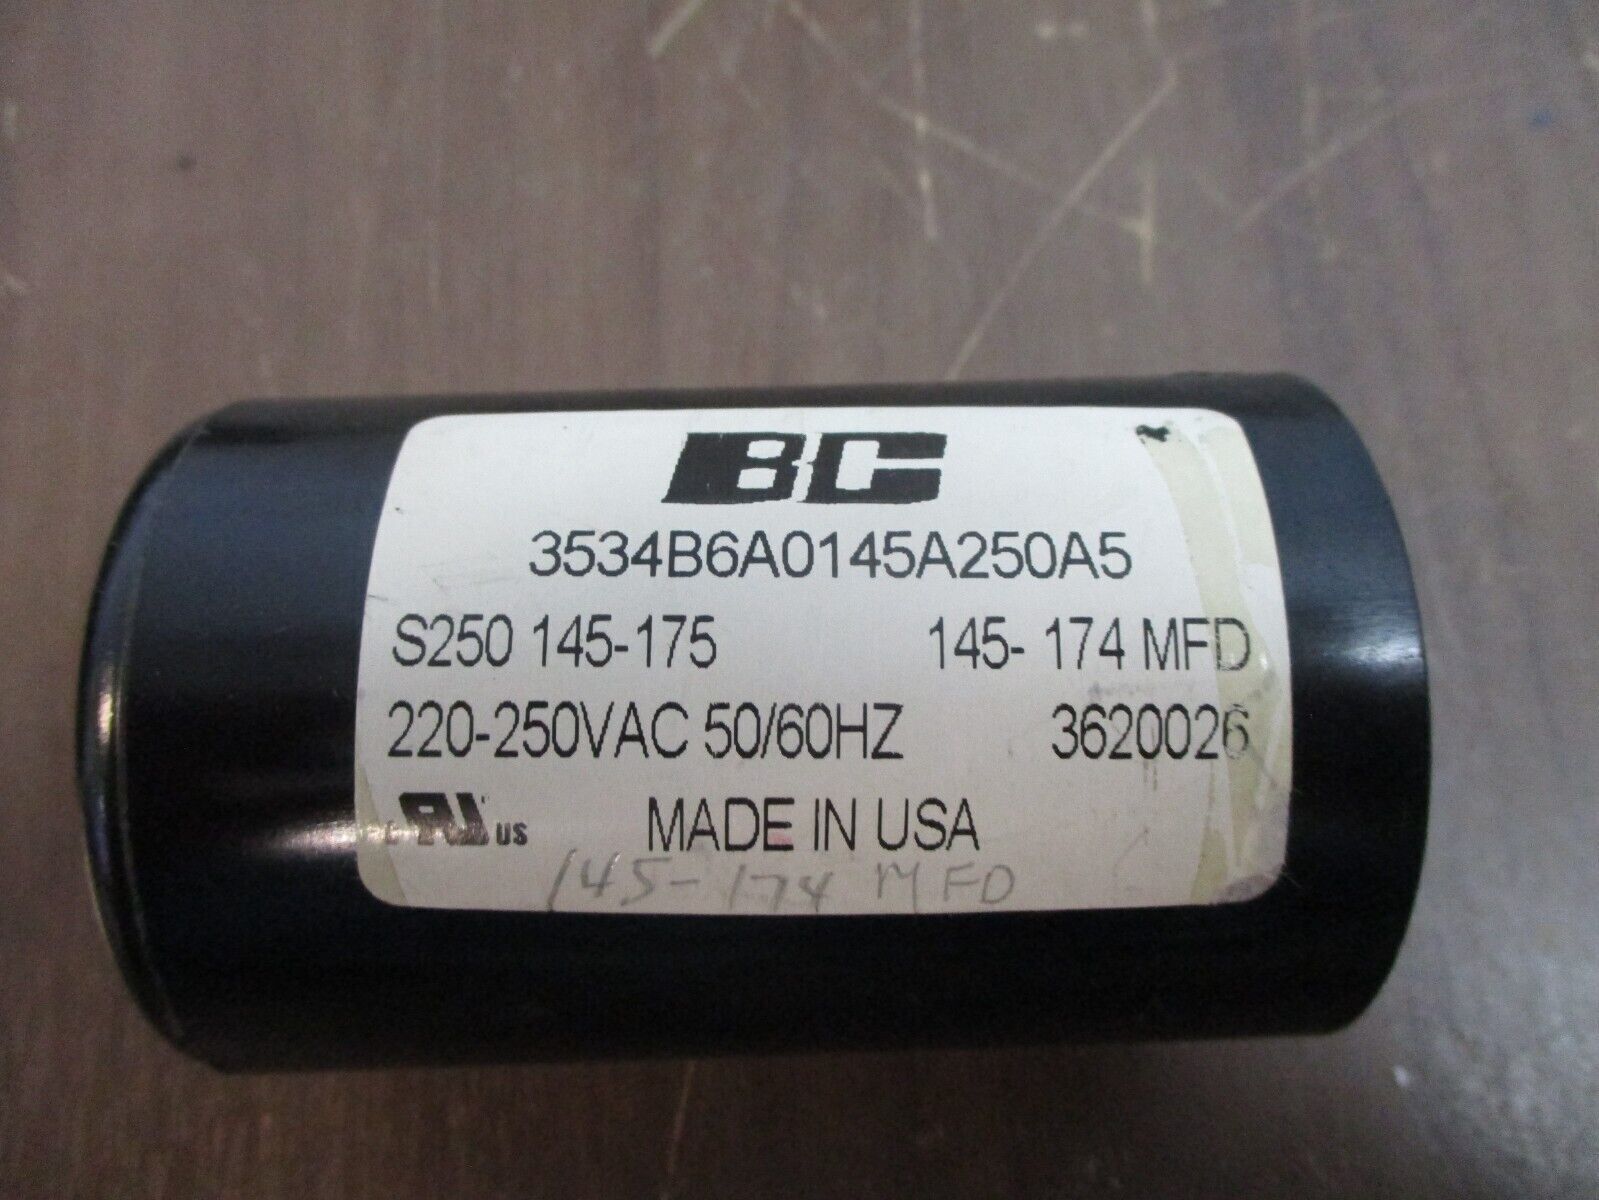 BC
3534B6A0145A250A5
S250 145-175 145- 174 MFD
220-250VAC 50/60HZ 3620026
US MADE IN USA
145-174 MFD